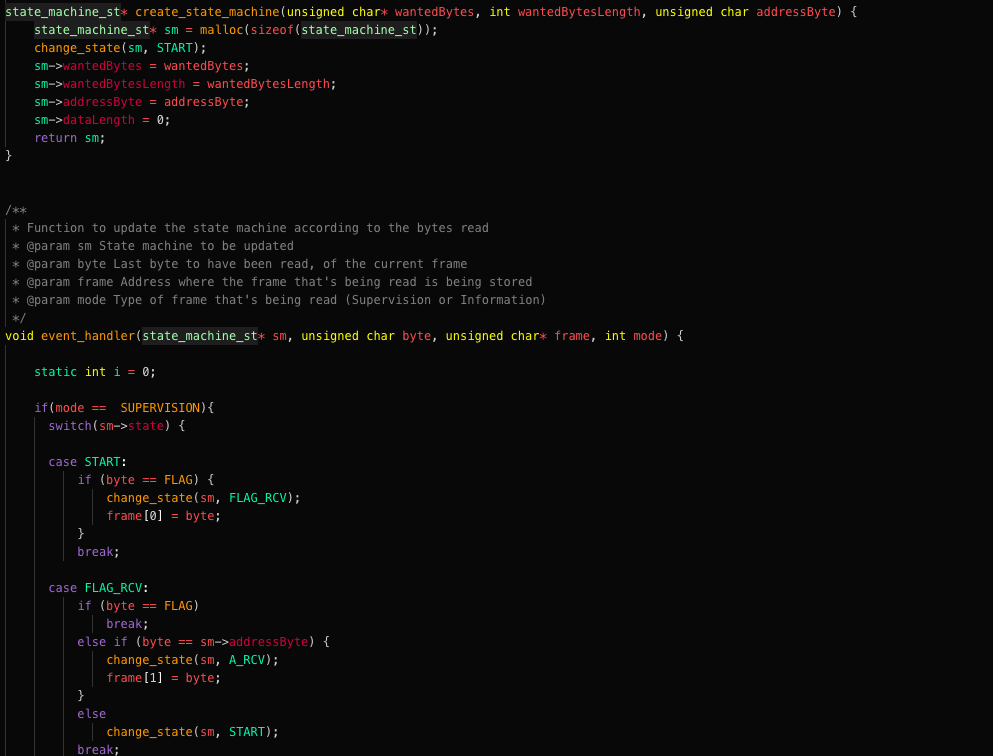 state_machine_st* create_state_machine(unsigned char* wantedBytes, int wantedBytesLength, unsigned char addressByte) {
    state_machine_st* sm = malloc(sizeof(state_machine_st));
    change_state(sm, START);
    sm->wantedBytes = wantedBytes;
    sm->wantedBytesLength = wantedBytesLength;
    sm->addressByte = addressByte;
    sm->dataLength = 0;
    return sm;
}
/**
 * Function to update the state machine according to the bytes read
 * @param sm State machine to be updated
 * @param byte Last byte to have been read, of the current frame
 * @param frame Address where the frame that's being read is being stored
 * @param mode Type of frame that's being read (Supervision or Information)
 */
void event_handler(state_machine_st* sm, unsigned char byte, unsigned char* frame, int mode) {
    static int i = 0;
    if(mode ==  SUPERVISION){
      switch(sm->state) {
      case START:
          if (byte == FLAG) {
              change_state(sm, FLAG_RCV);
              frame[0] = byte;
          }
          break;
      case FLAG_RCV:
          if (byte == FLAG)
              break;
          else if (byte == sm->addressByte) {
              change_state(sm, A_RCV);
              frame[1] = byte;
          }
          else
              change_state(sm, START);
          break;